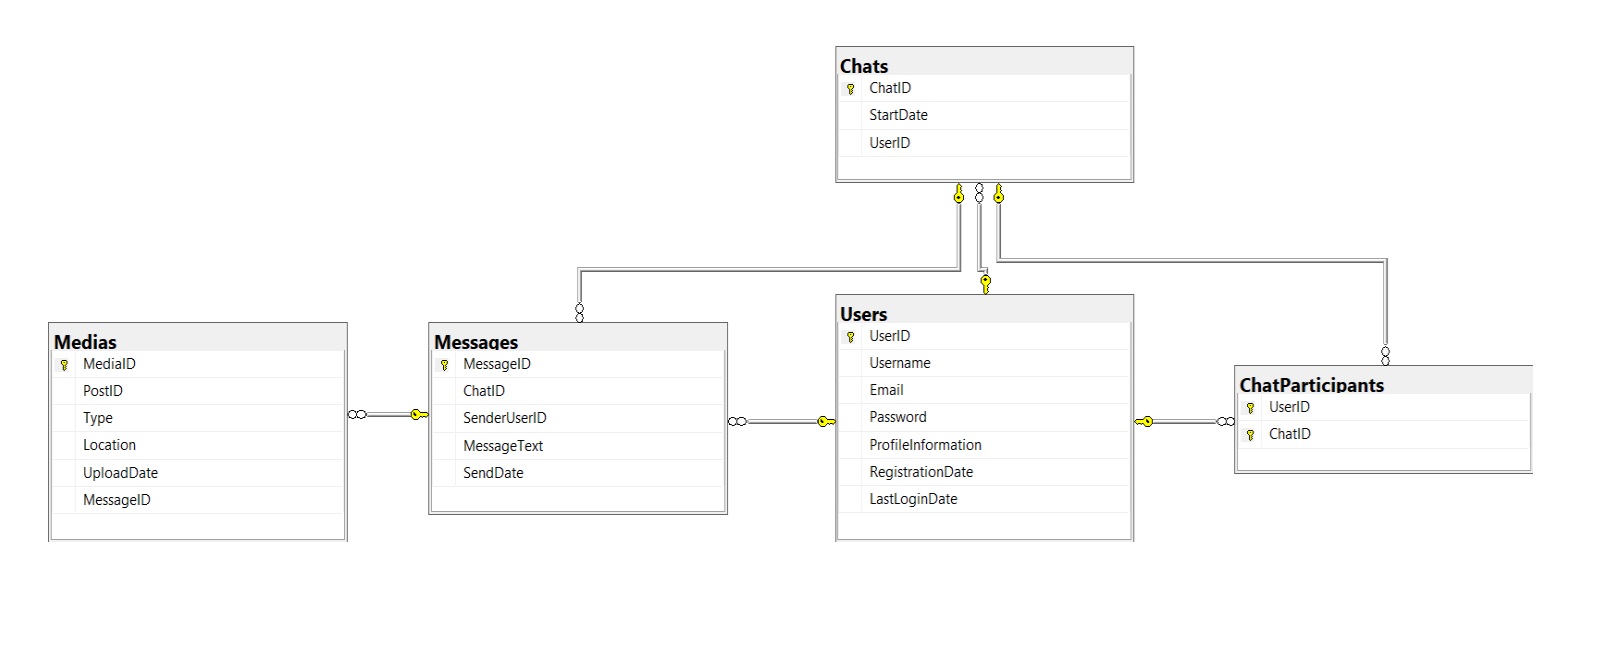 Chats
ChatID
StartDate
UserID
Medias
MediaID
PostID
Type
Location
UploadDate
MessageID
Messages
MessageID
ChatID
SenderUserID
MessageText
SendDate
Users
UserID
Username
Email
Password
ProfileInformation
RegistrationDate
LastLoginDate
ChatParticipants
UserID
ChatID